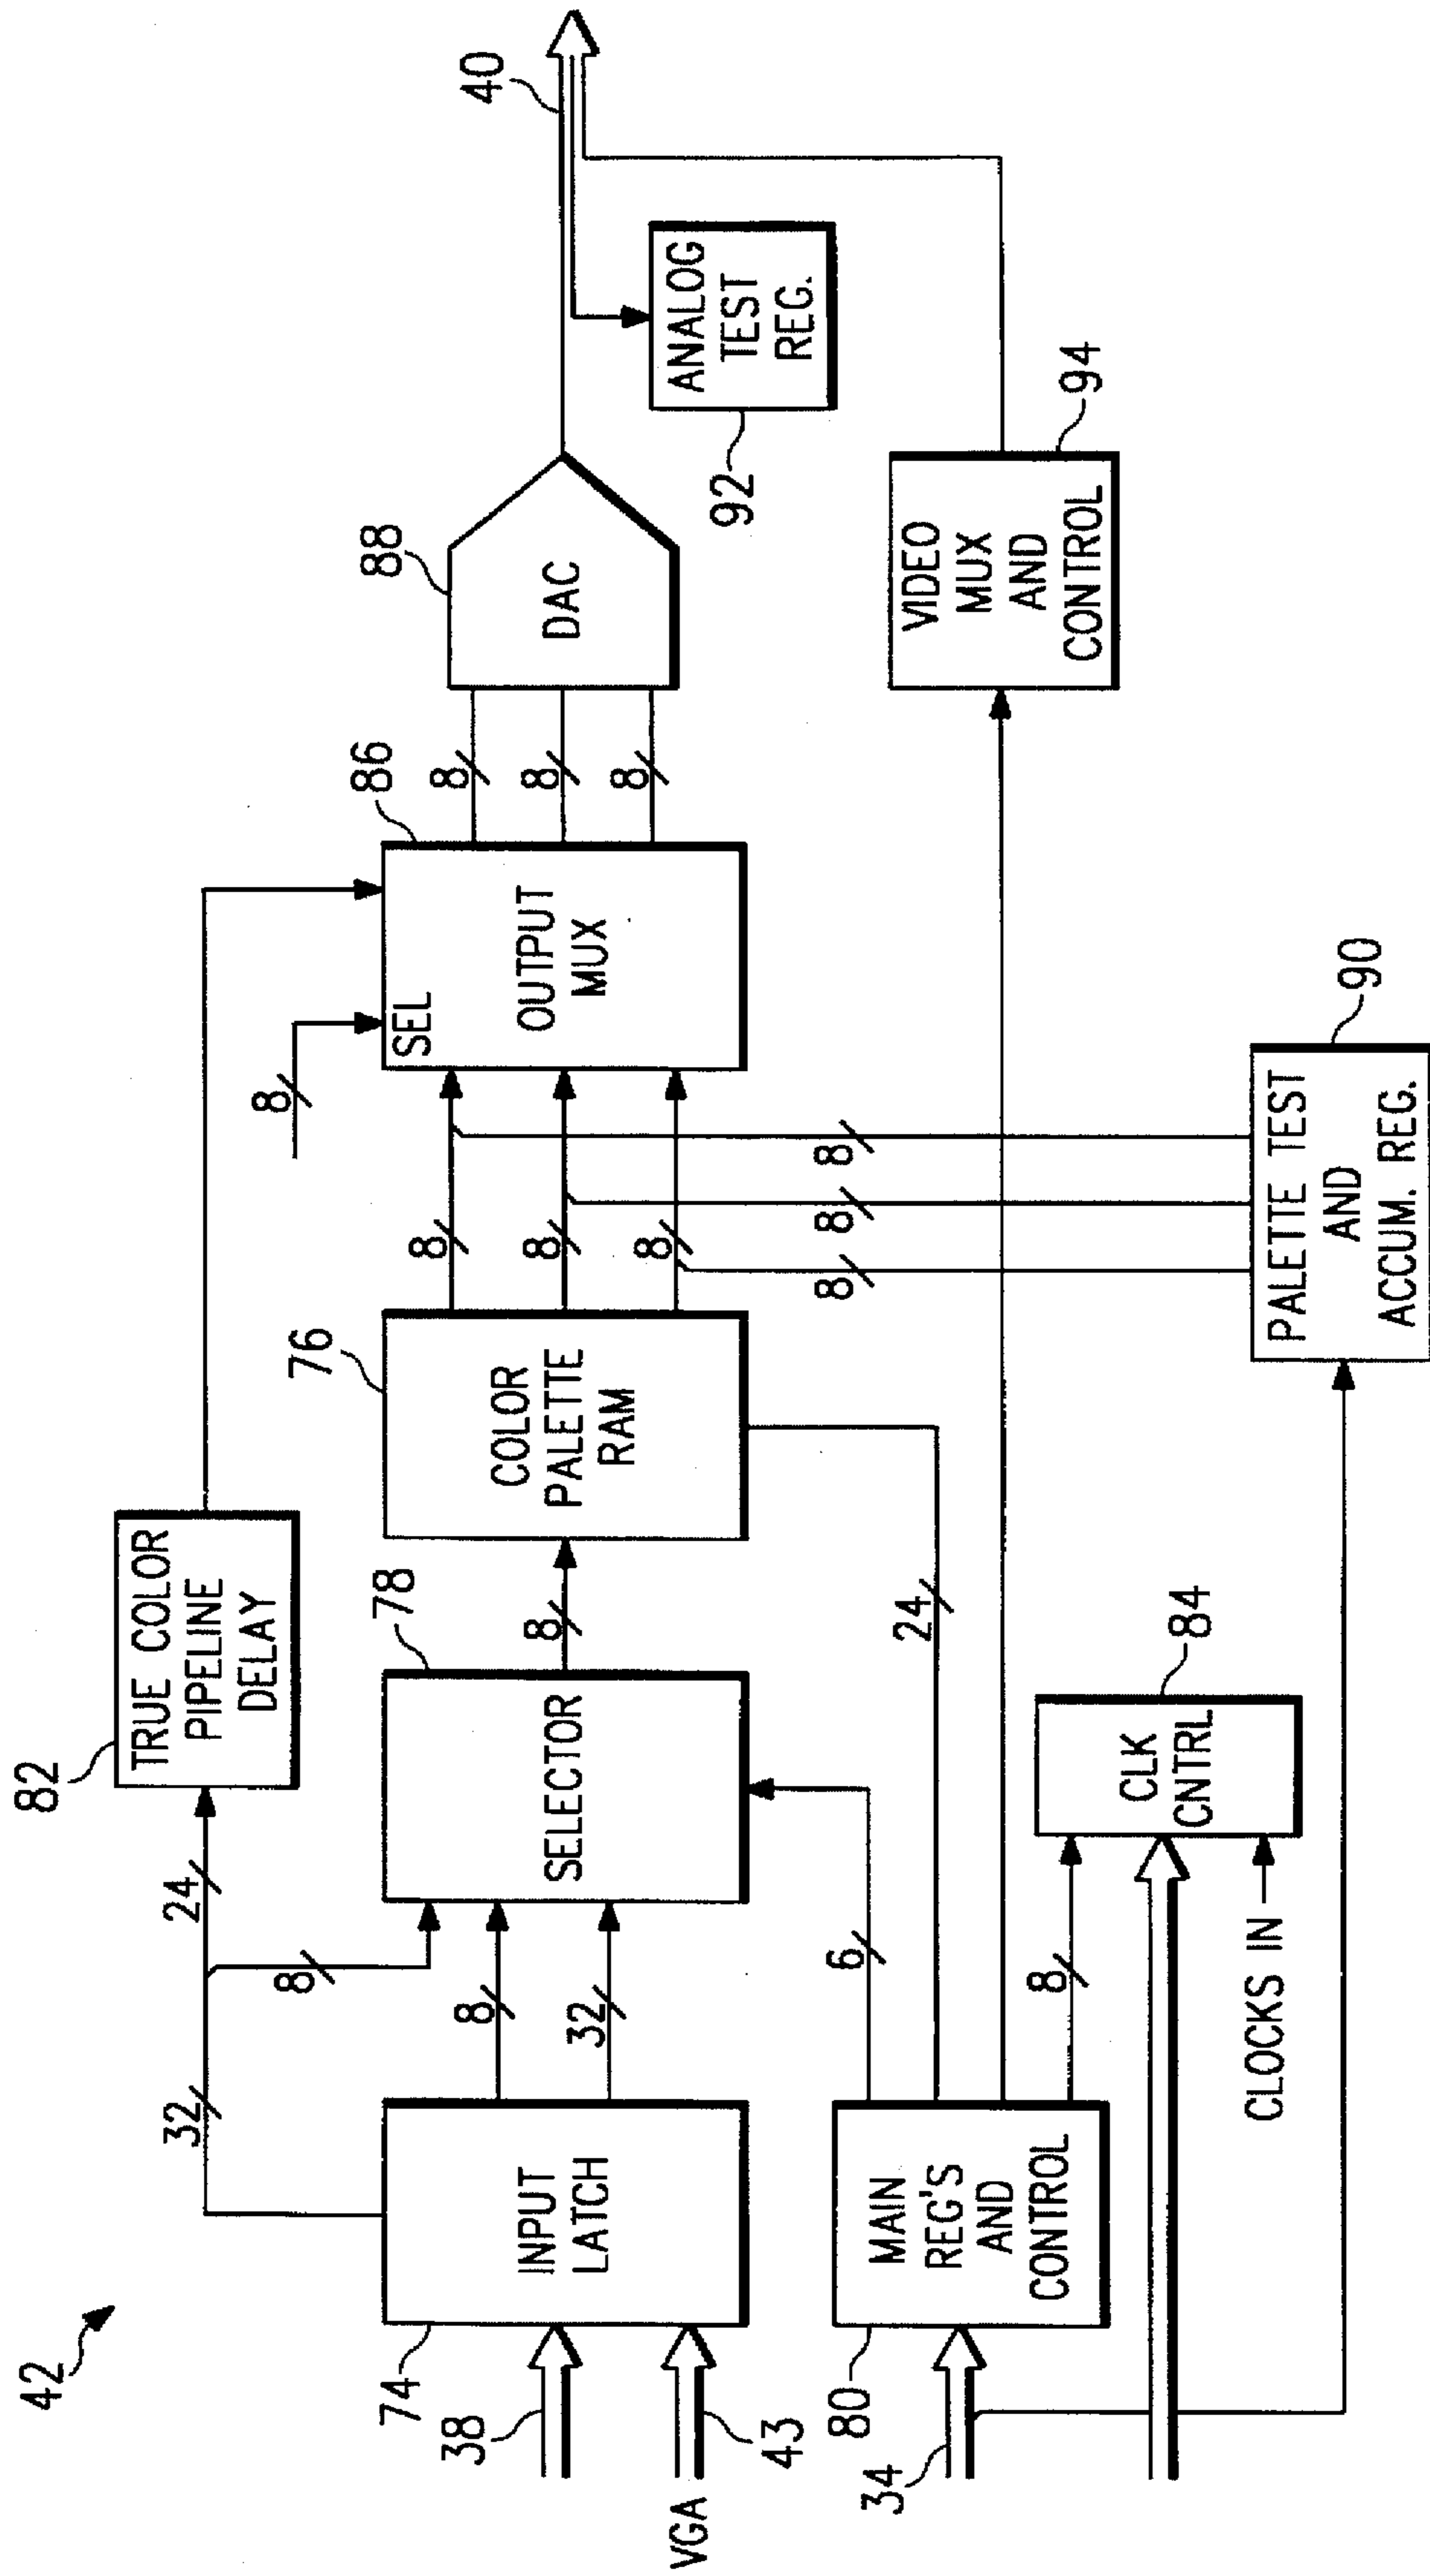 42
82
TRUE COLOR
PIPELINE
DELAY
32
24
8
8
SEL
40
74
INPUT
LATCH
38
VGA
43
8
32
78
SELECTOR
8
76
COLOR
PALETTE
RAM
8
8
8
86
OUTPUT
MUX
8
8
8
88
DAC
92
ANALOG
TEST
REG.
80
MAIN
REG'S
AND
CONTROL
34
6
24
8
84
CLK
CNTRL
CLOCKS IN
8
8
8
90
PALETTE TEST
AND
ACCUM. REG.
VIDEO
MUX
AND
CONTROL
94